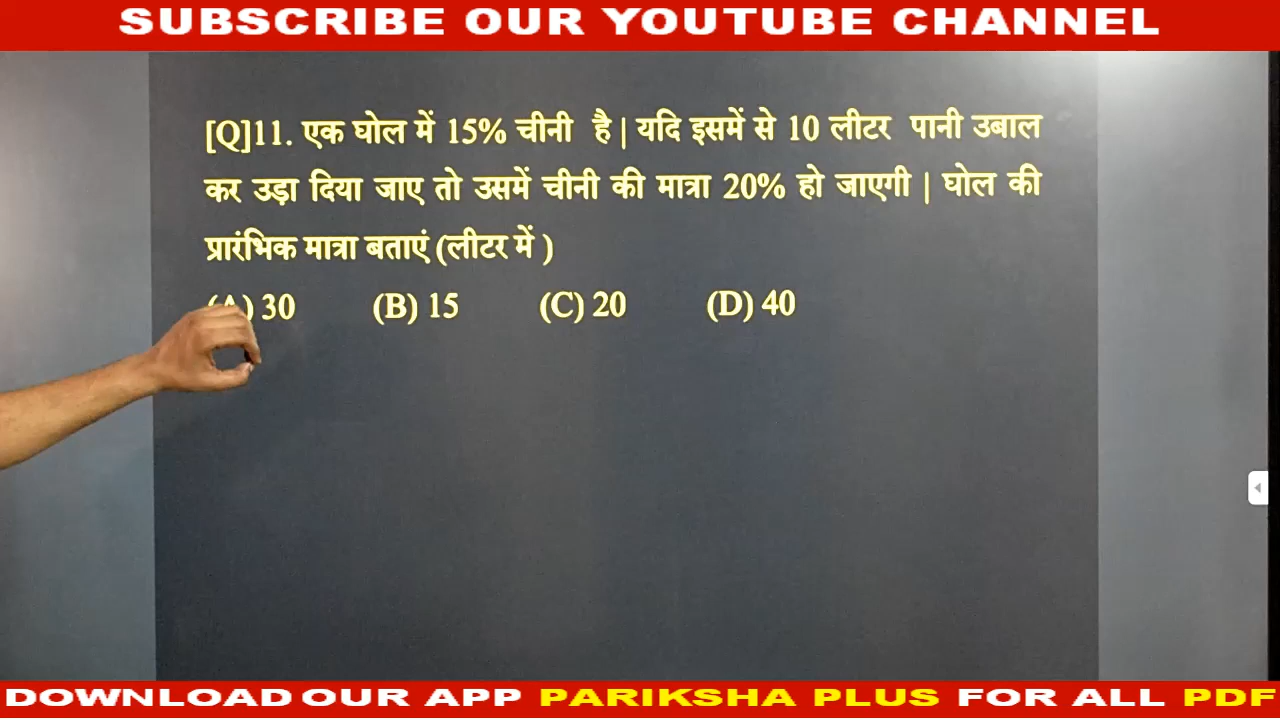 SUBSCRIBE OUR YOUTUBE CHANNEL
[Q]11. एक घोल में 15% चीनी है | यदि इसमें से 10 लीटर पानी उबाल
कर उड़ा दिया जाए तो उसमें चीनी की मात्रा 20% हो जाएगी | घोल की
प्रारंभिक मात्रा बताएं (लीटर में )
(A) 30 (B) 15 (C) 20 (D) 40
DOWNLOAD OUR APP PARIKSHA PLUS FOR ALL PDF